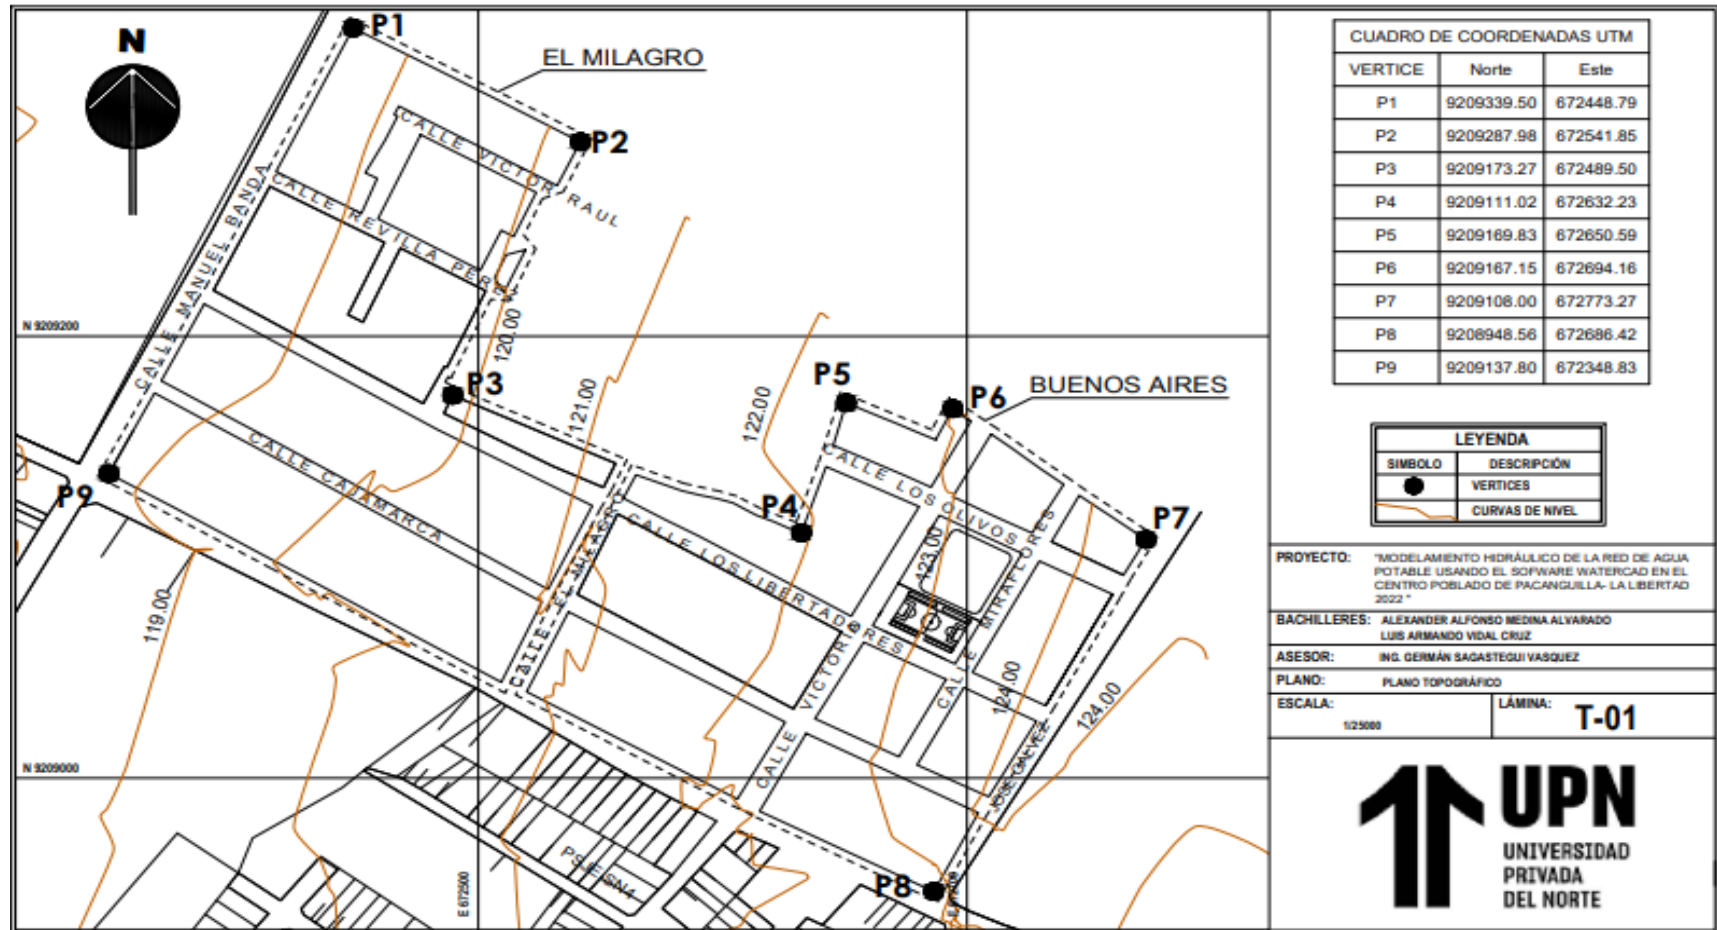 N
P1
EL MILAGRO
P2
CALLE VICTOR RAUL
CALLE MANUEL BANDA
CALLE REVILLA PEREZ
N 9209200
120.00
P3
121.00
122.00
P5
P6
BUENOS AIRES
CALLE CAJAMARCA
P9
P4
P7
CALLE LOS OLIVOS
CALLE EL MILAGRO
CALLE LOS LIBERTADORES
123.00
CALLE MIRAFLORES
119.00
CALLE VICTORIA
124.00
124.00
JOSE GALVEZ
N 9209000
PSJE SN4
P8
E 672500
CUADRO DE COORDENADAS UTM
VERTICE Norte Este
P1 9209339.50 672448.79
P2 9209287.98 672541.85
P3 9209173.27 672489.50
P4 9209111.02 672632.23
P5 9209169.83 672650.59
P6 9209167.15 672694.16
P7 9209108.00 672773.27
P8 9208948.56 672686.42
P9 9209137.80 672348.83
LEYENDA
SIMBOLO DESCRIPCIÓN
VERTICES
CURVAS DE NIVEL
PROYECTO: "MODELAMIENTO HIDRÁULICO DE LA RED DE AGUA
POTABLE USANDO EL SOFWARE WATERCAD EN EL
CENTRO POBLADO DE PACANGUILLA- LA LIBERTAD
2022 "
BACHILLERES: ALEXANDER ALFONSO MEDINA ALVARADO
LUIS ARMANDO VIDAL CRUZ
ASESOR: ING. GERMÁN SAGASTEGUI VASQUEZ
PLANO: PLANO TOPOGRÁFICO
ESCALA: 1/25000
LÁMINA: T-01
UPN
UNIVERSIDAD
PRIVADA
DEL NORTE